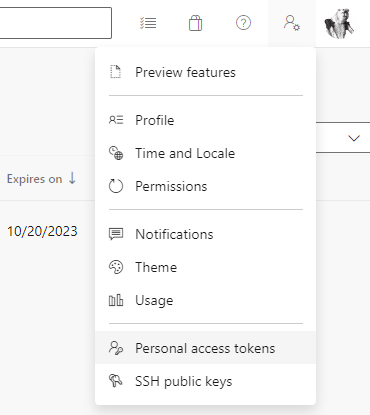 Preview features
Profile
Time and Locale
Permissions
Expires on ↓
10/20/2023
Notifications
Theme
Usage
Personal access tokens
SSH public keys